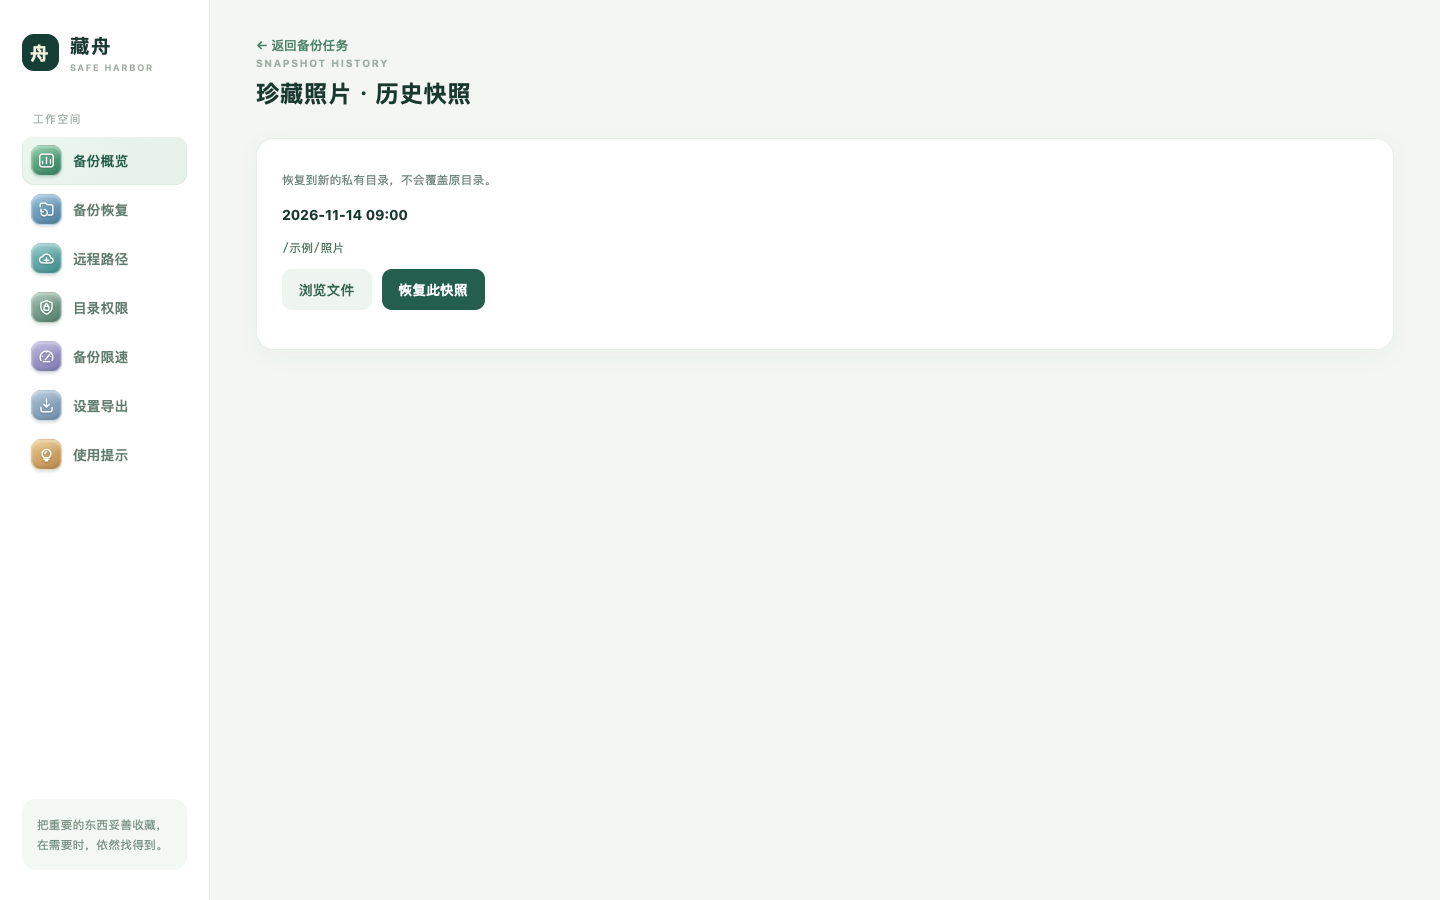 舟
藏舟
SAFE HARBOR
工作空间
备份概览
备份恢复
远程路径
目录权限
备份限速
设置导出
使用提示
把重要的东西妥善收藏，
在需要时，依然找得到。
← 返回备份任务
SNAPSHOT HISTORY
珍藏照片 · 历史快照
恢复到新的私有目录，不会覆盖原目录。
2026-11-14 09:00
/示例/照片
浏览文件
恢复此快照